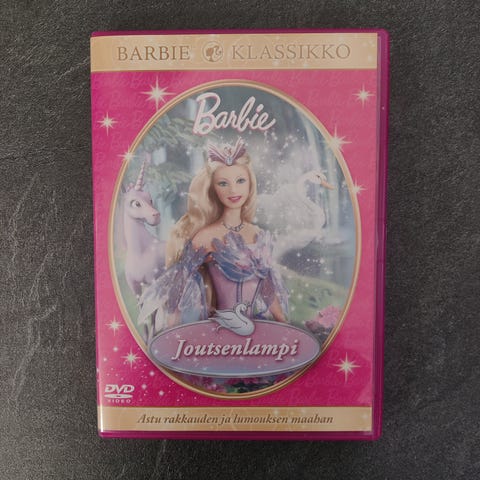 BARBIE KLASSIKKO
Barbie
Joutsenlampi
DVD
VIDEO
Astu rakkauden ja lumouksen maahan